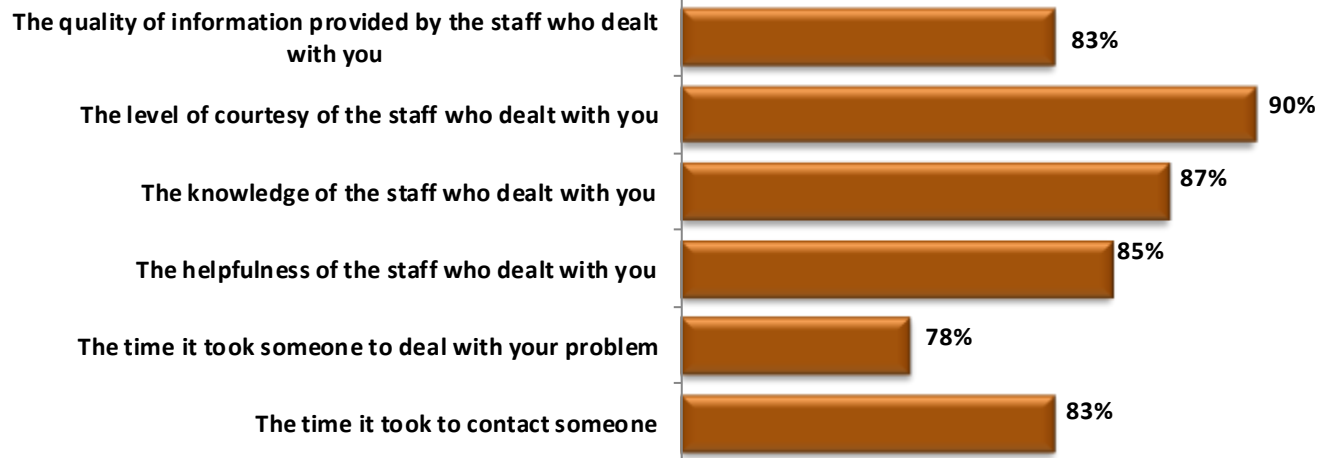 The quality of information provided by the staff who dealt
with you
83%
The level of courtesy of the staff who dealt with you
90%
The knowledge of the staff who dealt with you
87%
The helpfulness of the staff who dealt with you
85%
The time it took someone to deal with your problem
78%
The time it took to contact someone
83%